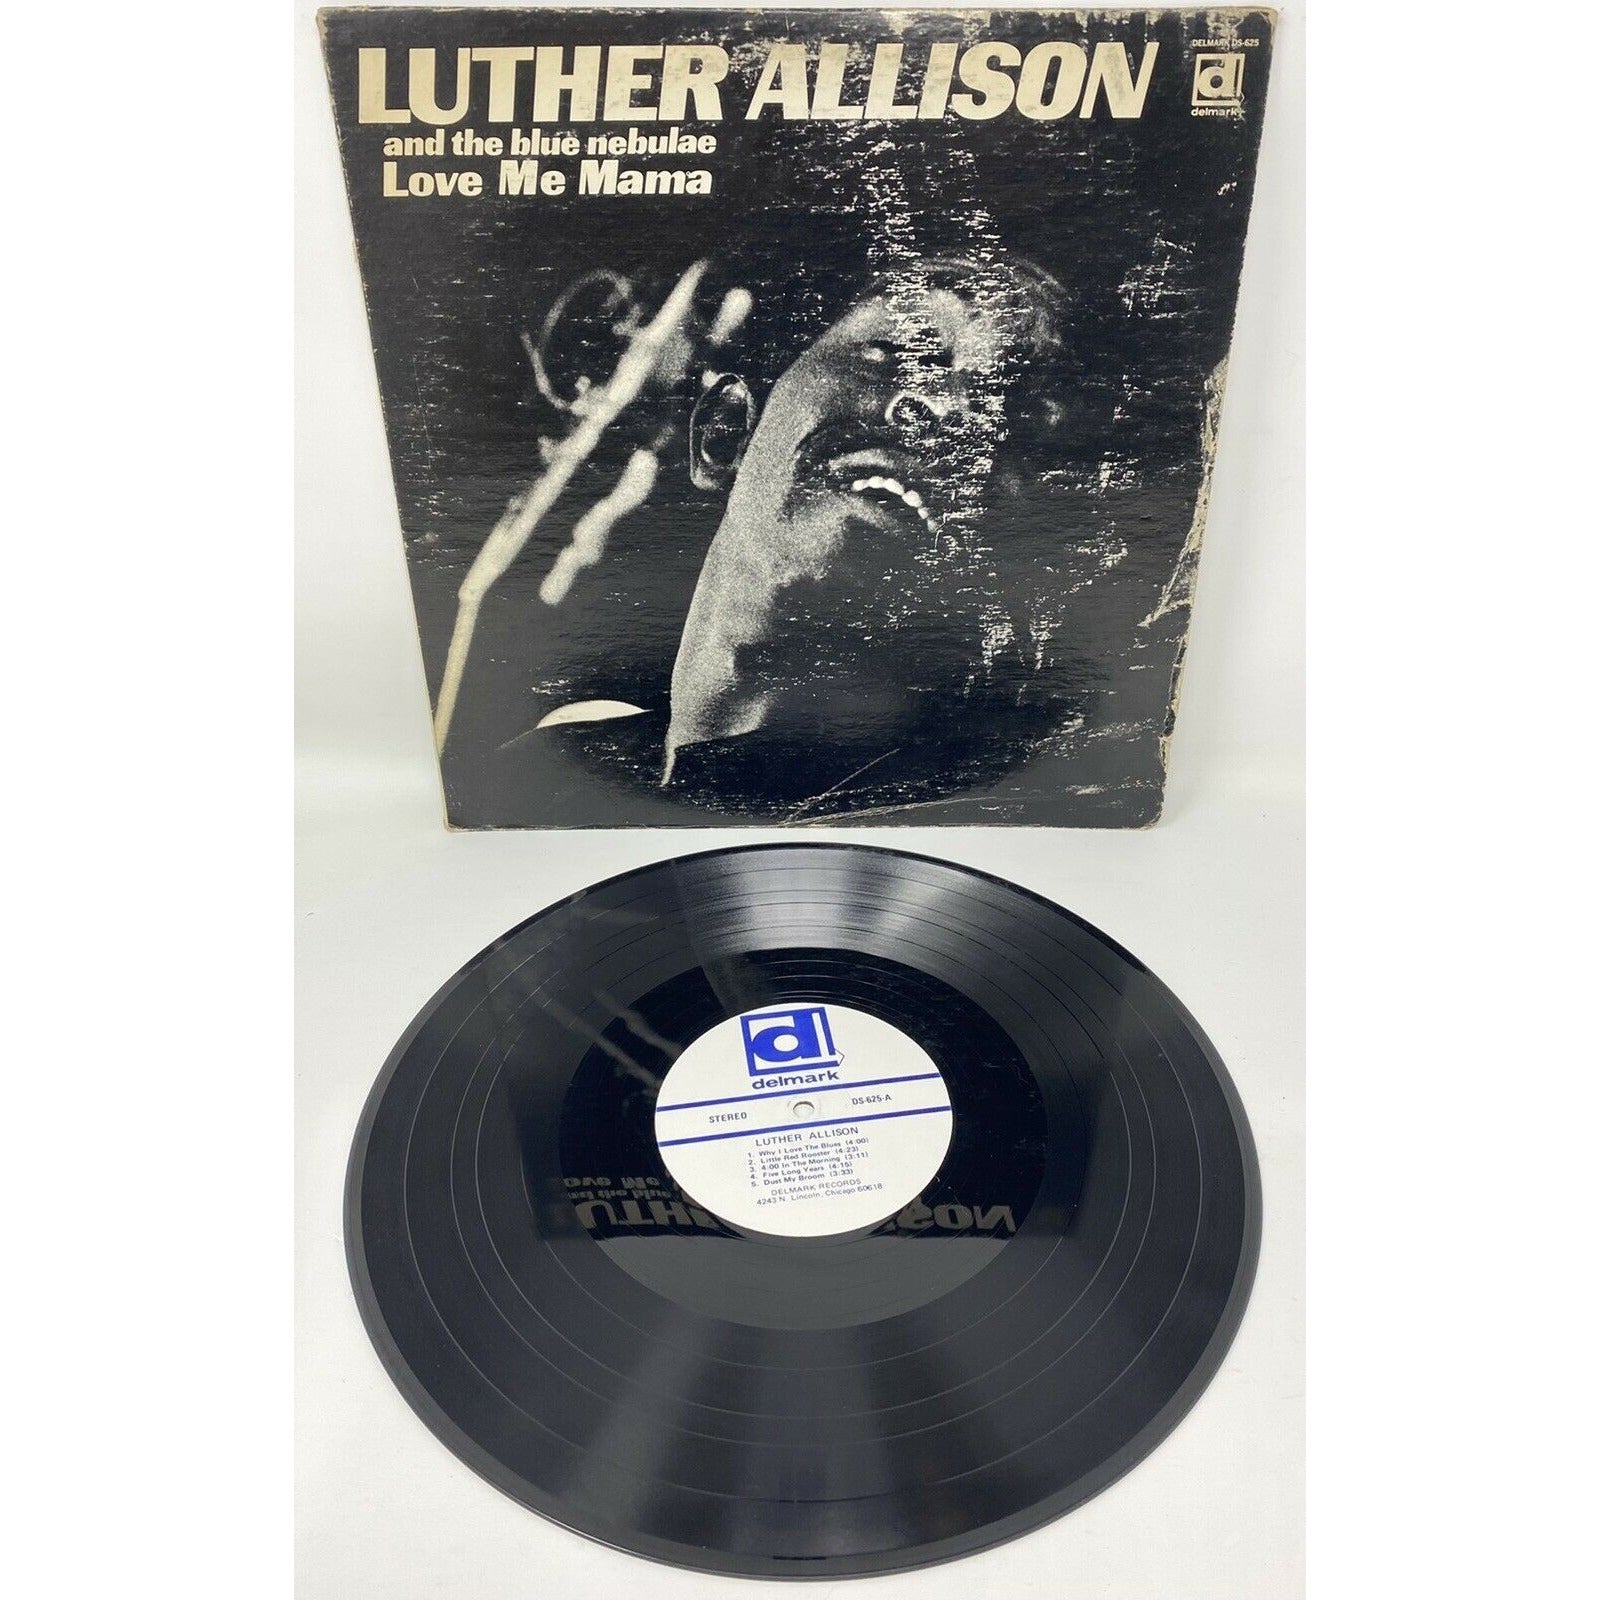 LUTHER ALLISON
DELMARK DS-625
d
delmark
and the blue nebulae
Love Me Mama
d
delmark
STEREO
DS-625-A
LUTHER ALLISON
1. Why I Love The Blues (4:00)
2. Little Red Rooster (4:23)
3. 4:00 In The Morning (3:11)
4. Five Long Years (4:15)
5. Dust My Broom (3:33)
DELMARK RECORDS
4243 N. Lincoln, Chicago 60618